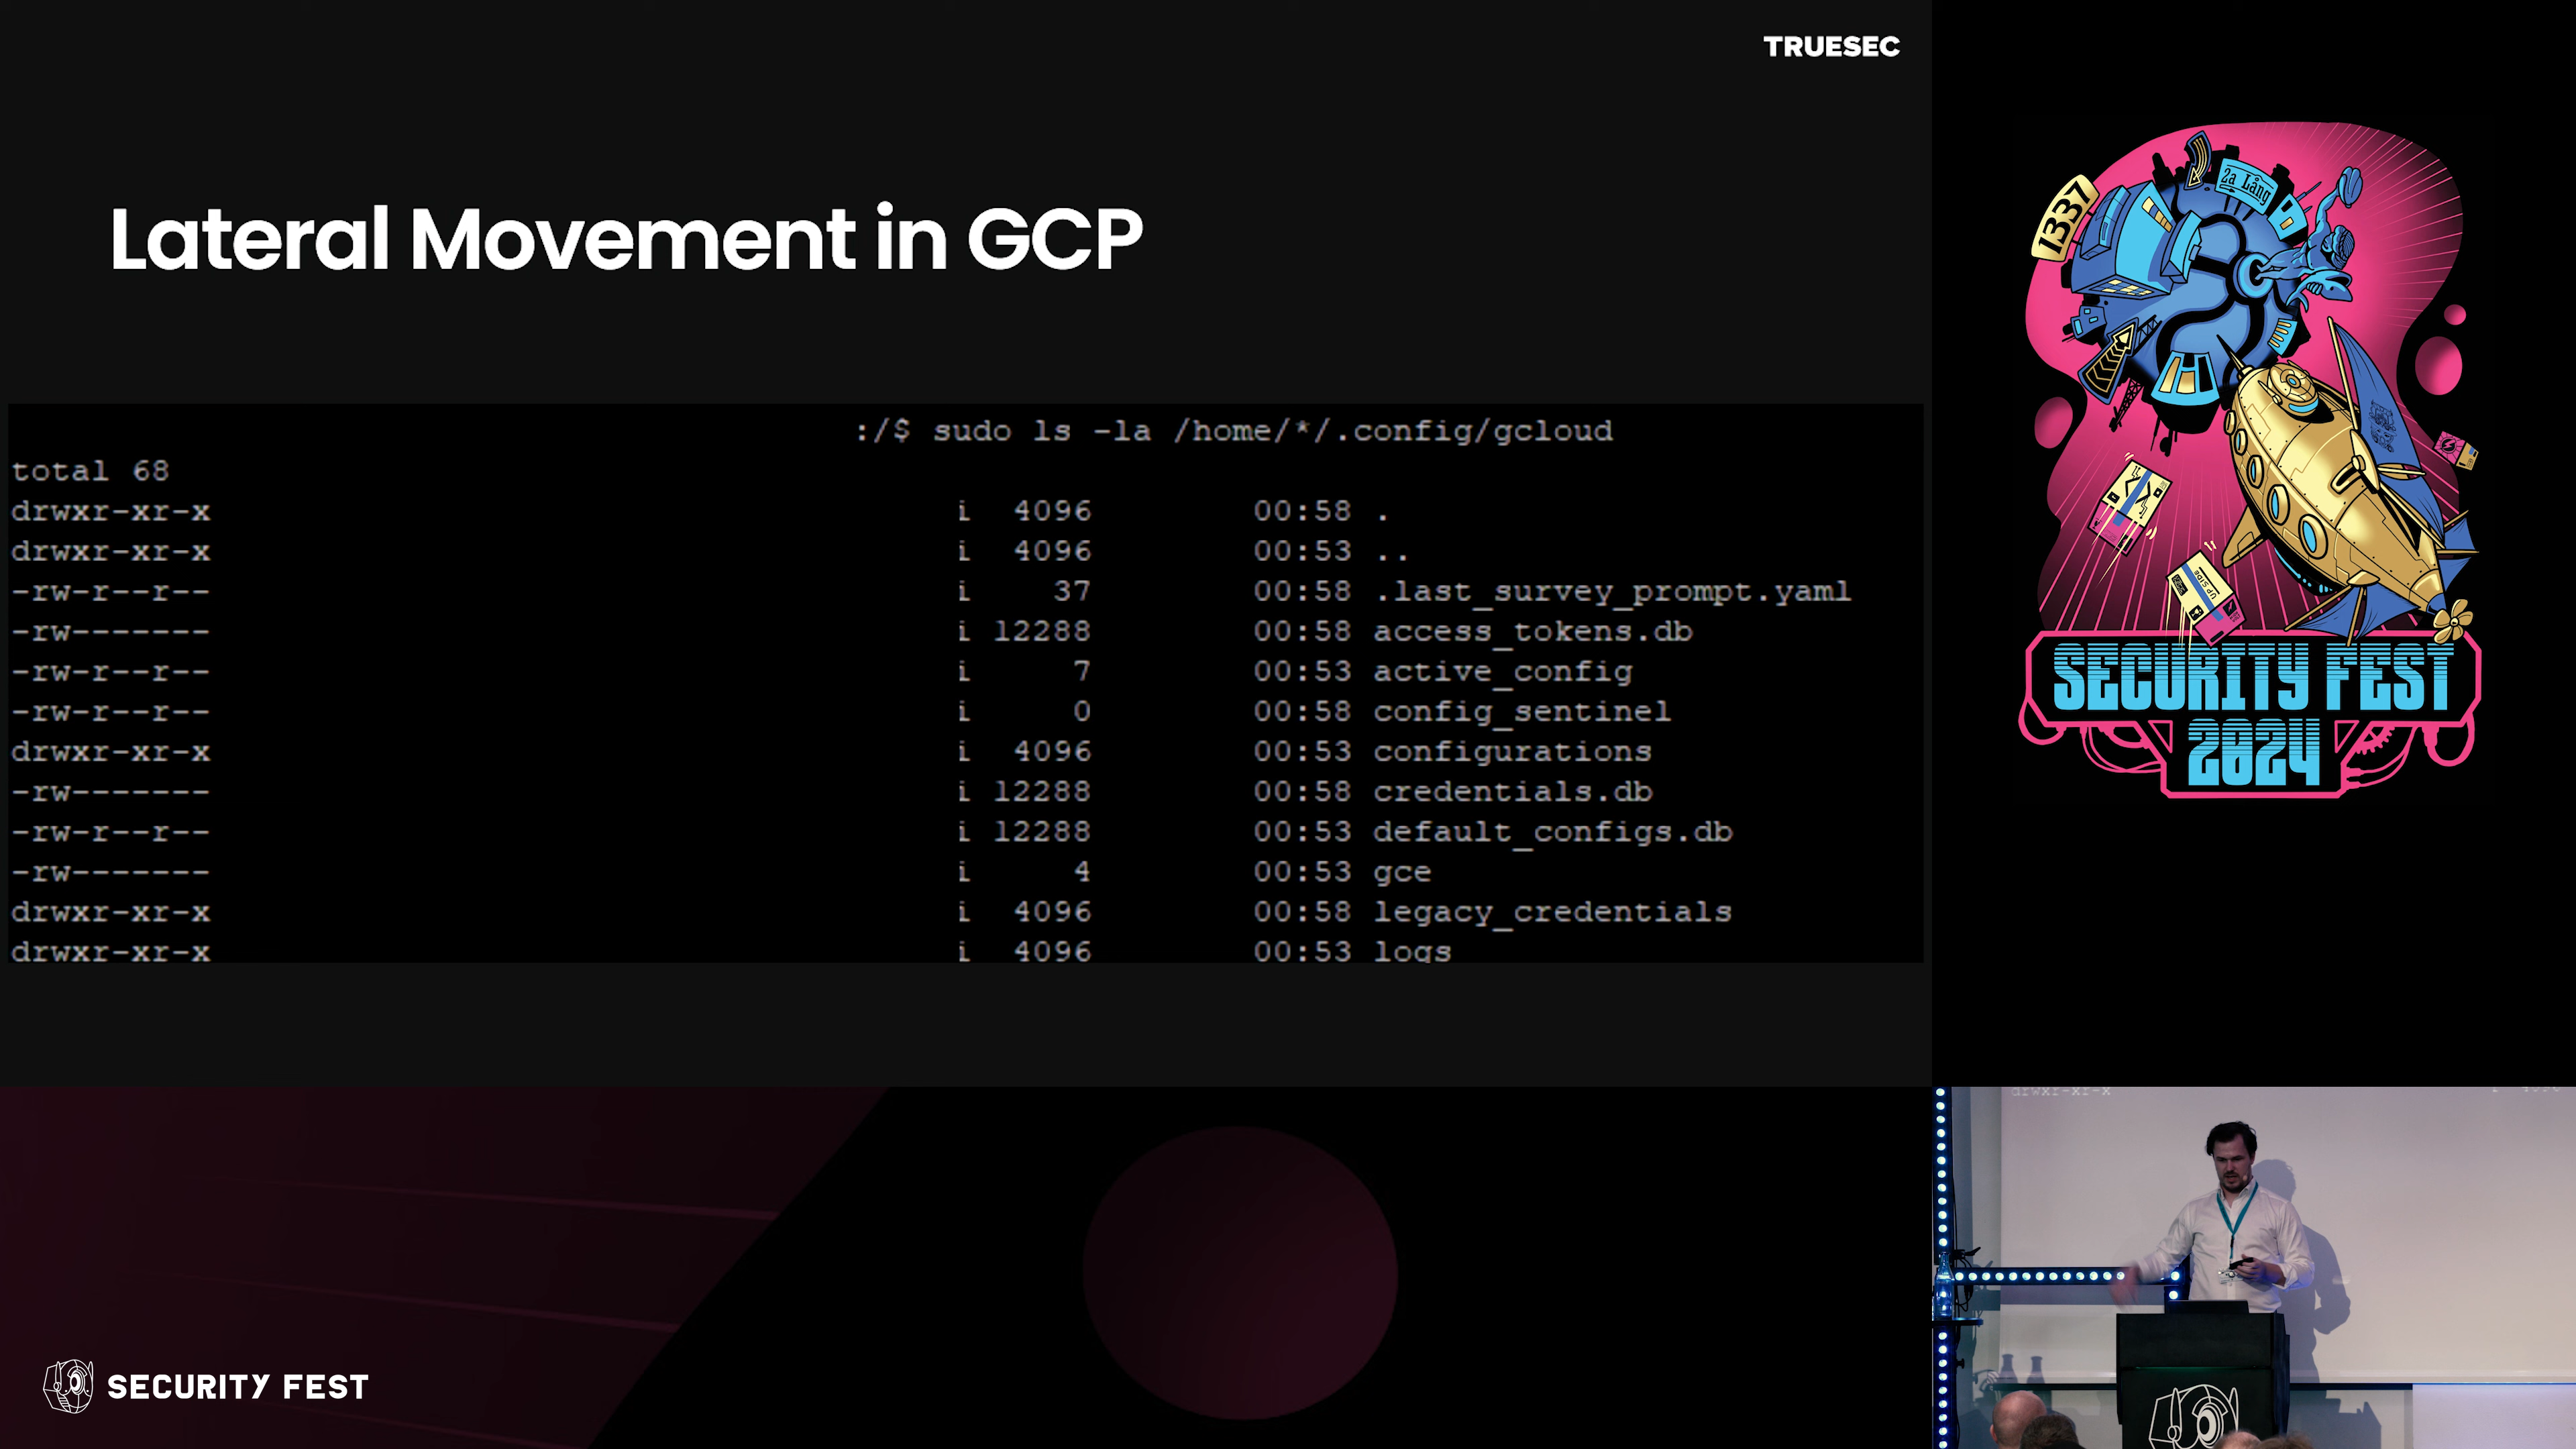 TRUESEC
Lateral Movement in GCP
:/$ sudo ls -la /home/*/.config/gcloud
total 68
drwxr-xr-x i 4096 00:58 .
drwxr-xr-x i 4096 00:53 ..
-rw-r--r-- i 37 00:58 .last_survey_prompt.yaml
-rw------- i 12288 00:58 access_tokens.db
-rw-r--r-- i 7 00:53 active_config
-rw-r--r-- i 0 00:58 config_sentinel
drwxr-xr-x i 4096 00:53 configurations
-rw------- i 12288 00:58 credentials.db
-rw-r--r-- i 12288 00:53 default_configs.db
-rw------- i 4 00:53 gce
drwxr-xr-x i 4096 00:58 legacy_credentials
drwxr-xr-x i 4096 00:53 logs
SECURITY FEST
1337
2a Lång
SECURITY FEST
2024
drwxr-xr-x